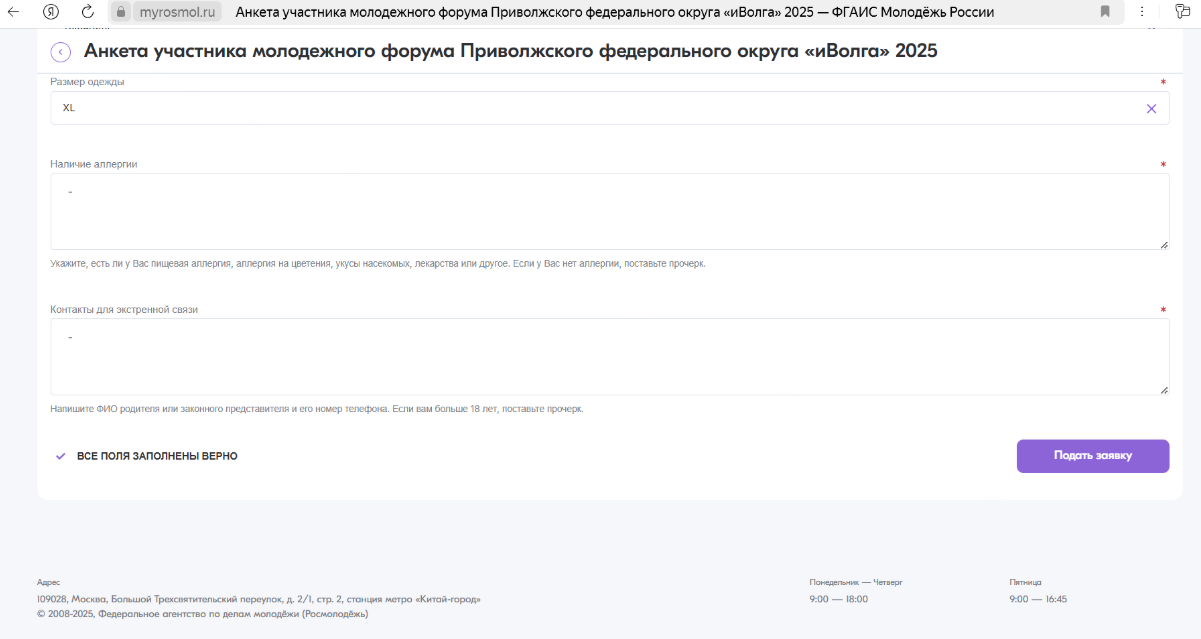 myrosmol.ru Анкета участника молодежного форума Приволжского федерального округа «иВолга» 2025 — ФГАИС Молодёжь России
Анкета участника молодежного форума Приволжского федерального округа «иВолга» 2025
Размер одежды *
XL
Наличие аллергии *
-
Укажите, есть ли у Вас пищевая аллергия, аллергия на цветения, укусы насекомых, лекарства или другое. Если у Вас нет аллергии, поставьте прочерк.
Контакты для экстренной связи *
-
Напишите ФИО родителя или законного представителя и его номер телефона. Если вам больше 18 лет, поставьте прочерк.
ВСЕ ПОЛЯ ЗАПОЛНЕНЫ ВЕРНО
Подать заявку
Адрес
109028, Москва, Большой Трехсвятительский переулок, д. 2/1, стр. 2, станция метро «Китай-город»
© 2008-2025, Федеральное агентство по делам молодёжи (Росмолодёжь)
Понедельник — Четверг
9:00 — 18:00
Пятница
9:00 — 16:45